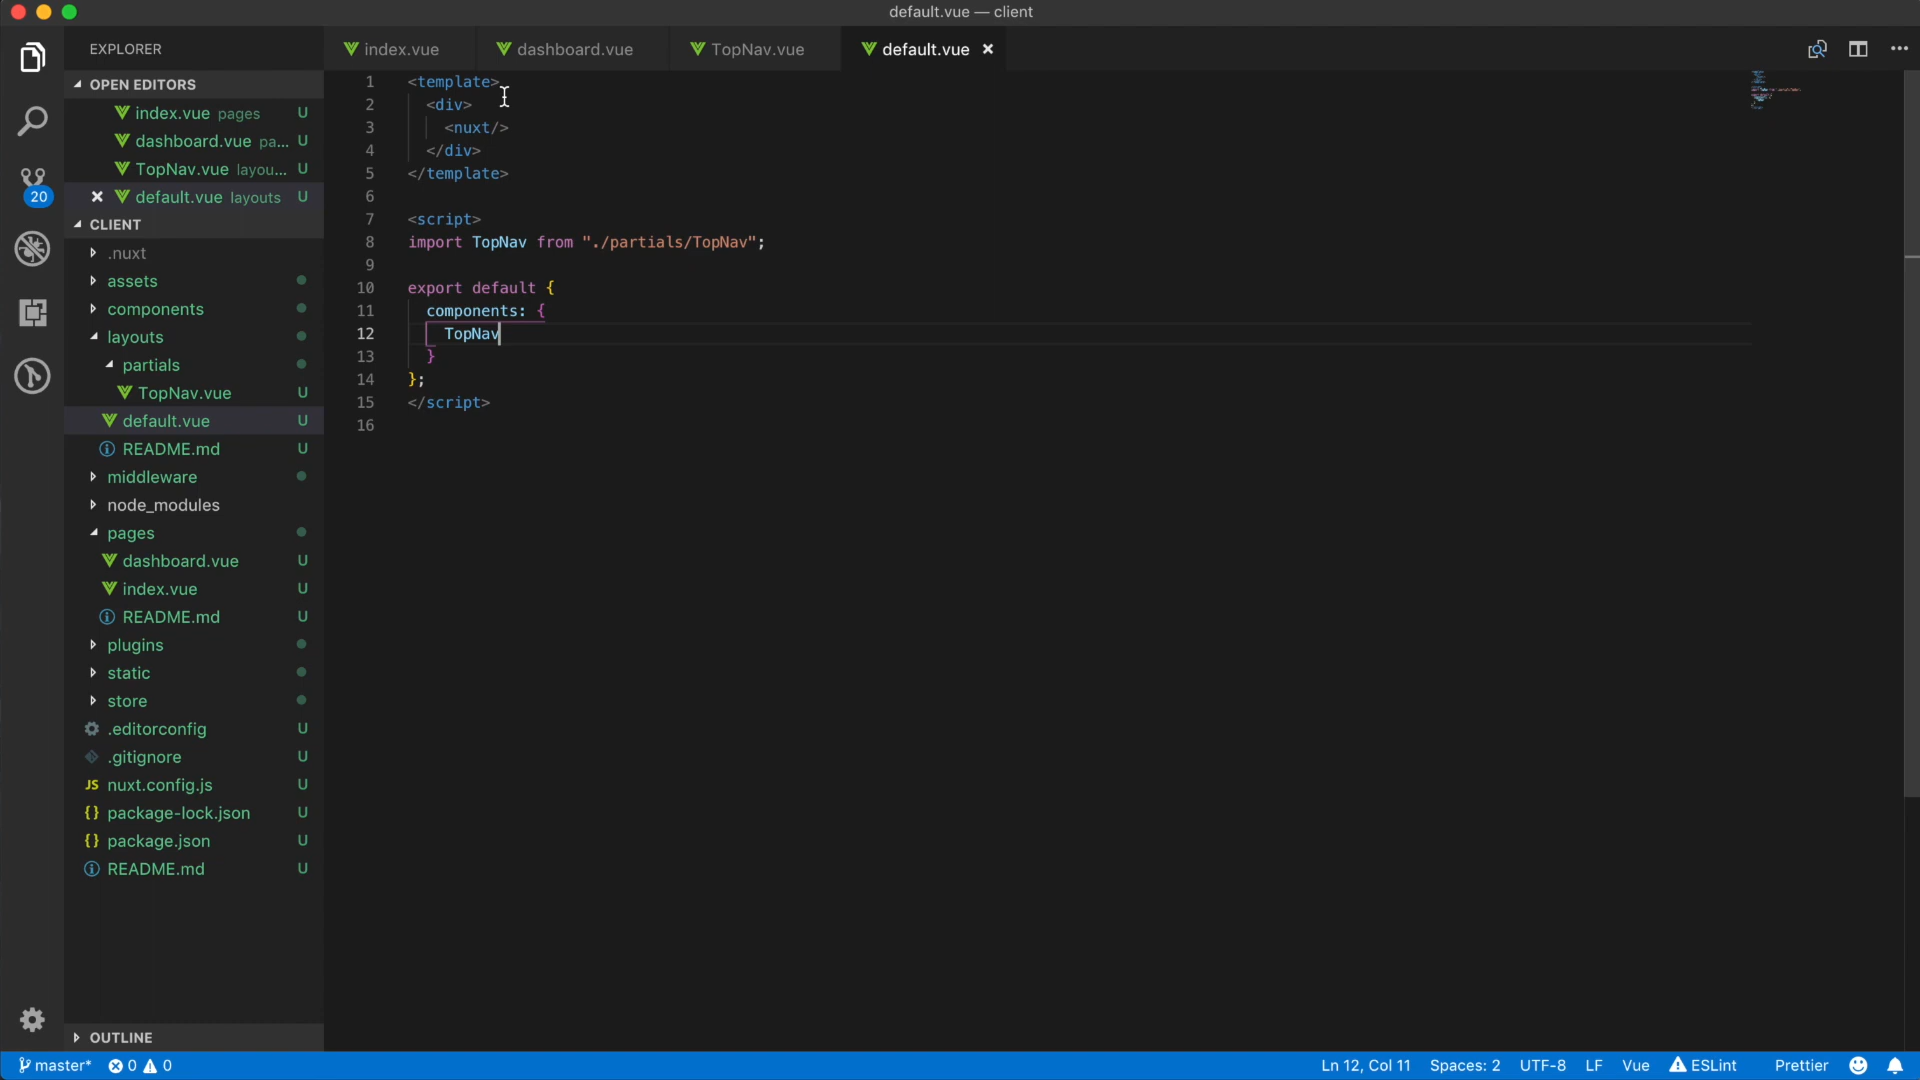 default.vue — client
EXPLORER
index.vue
dashboard.vue
TopNav.vue
default.vue
OPEN EDITORS
index.vue pages U
dashboard.vue pa... U
TopNav.vue layou... U
default.vue layouts U
CLIENT
.nuxt
assets
components
layouts
partials
TopNav.vue U
default.vue U
README.md U
middleware
node_modules
pages
dashboard.vue U
index.vue U
README.md U
plugins
static
store
.editorconfig U
.gitignore U
JS nuxt.config.js U
{} package-lock.json U
{} package.json U
README.md U
OUTLINE
20
1 <template>
2 <div>
3 <nuxt/>
4 </div>
5 </template>
6
7 <script>
8 import TopNav from "./partials/TopNav";
9
10 export default {
11 components: {
12 TopNav
13 }
14 };
15 </script>
16
master* 0 0 Ln 12, Col 11 Spaces: 2 UTF-8 LF Vue ESLint Prettier